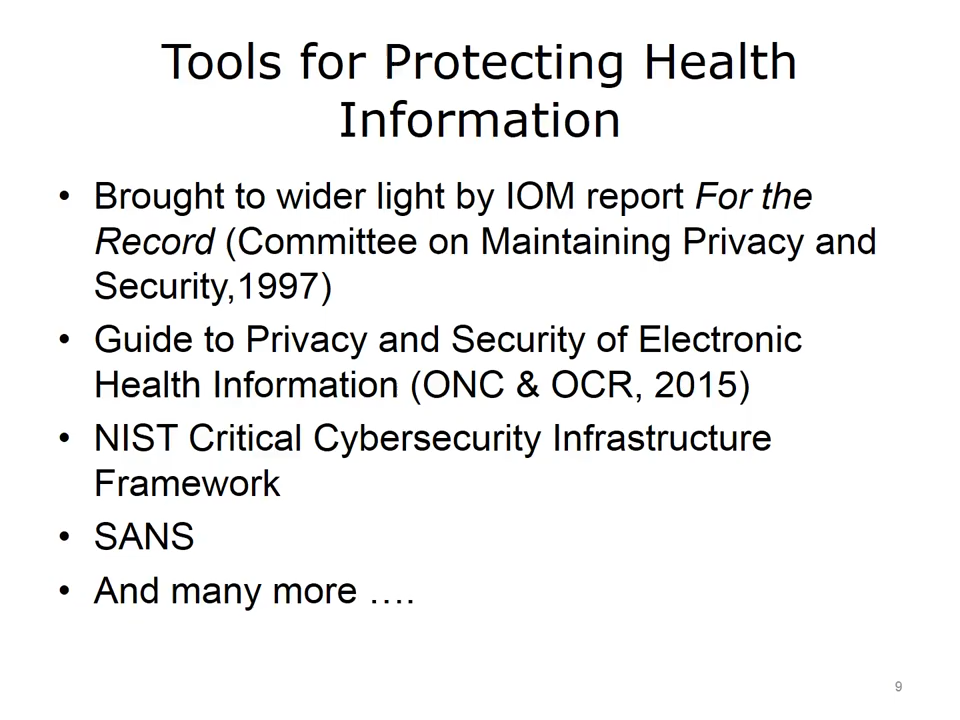 Tools for Protecting Health
Information
• Brought to wider light by IOM report For the
Record (Committee on Maintaining Privacy and
Security,1997)
• Guide to Privacy and Security of Electronic
Health Information (ONC & OCR, 2015)
• NIST Critical Cybersecurity Infrastructure
Framework
• SANS
• And many more ….
9